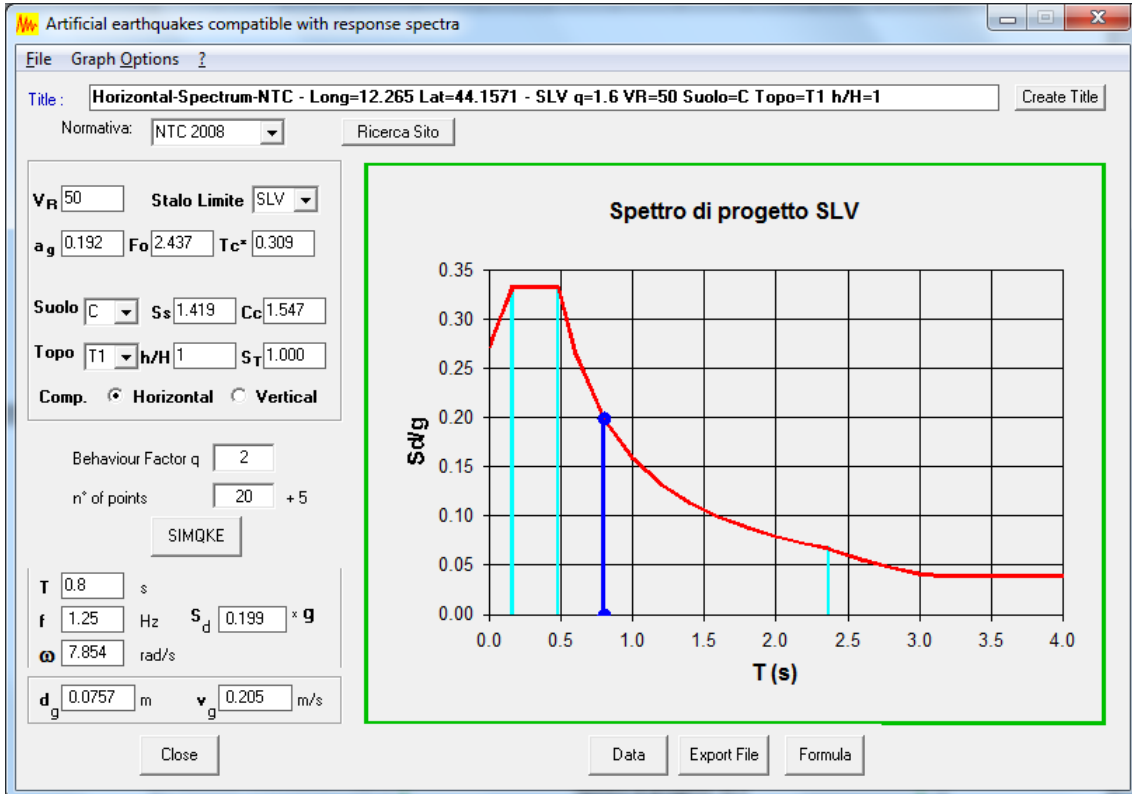 Artificial earthquakes compatible with response spectra
File Graph Options ?
Title : Horizontal-Spectrum-NTC - Long=12.265 Lat=44.1571 - SLV q=1.6 VR=50 Suolo=C Topo=T1 h/H=1 Create Title
Normativa: NTC 2008 Ricerca Sito
VR 50 Stalo Limite SLV
ag 0.192 Fo 2.437 Tc* 0.309
Suolo C Ss 1.419 Cc 1.547
Topo T1 h/H 1 ST 1.000
Comp. Horizontal Vertical
Behaviour Factor q 2
n° of points 20 + 5
SIMQKE
T 0.8 s
f 1.25 Hz Sd 0.199 × g
ω 7.854 rad/s
dg 0.0757 m vg 0.205 m/s
Close
Spettro di progetto SLV
Sd/g
0.35
0.30
0.25
0.20
0.15
0.10
0.05
0.00
0.0 0.5 1.0 1.5 2.0 2.5 3.0 3.5 4.0
T (s)
Data Export File Formula